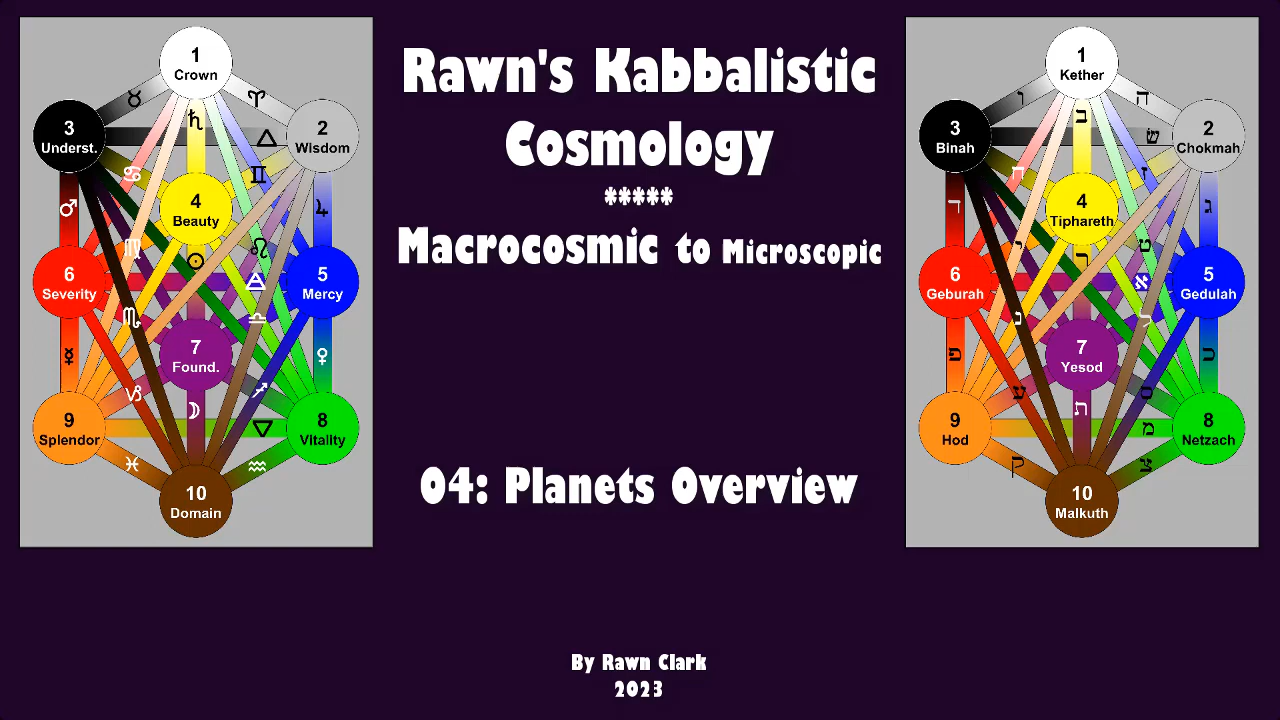 1
Crown
♉
♈
3
Underst.
♄
🜂
2
Wisdom
♋
♊
♂
4
Beauty
♃
♍
☉
♌
6
Severity
🜁
5
Mercy
♏
♎
☿
7
Found.
♀
♑
♐
☽
9
Splendor
🜄
8
Vitality
♓
♒
10
Domain
Rawn's Kabbalistic
Cosmology
*****
Macrocosmic to Microscopic
04: Planets Overview
By Rawn Clark
2023
1
Kether
ו
ה
3
Binah
ב
שׂ
2
Chokmah
ח
ז
4
Tiphareth
ג
י
ר
ט
6
Geburah
א
5
Gedulah
נ
ל
פ
7
Yesod
ע
ס
ת
9
Hod
מ
8
Netzach
ק
צ
10
Malkuth